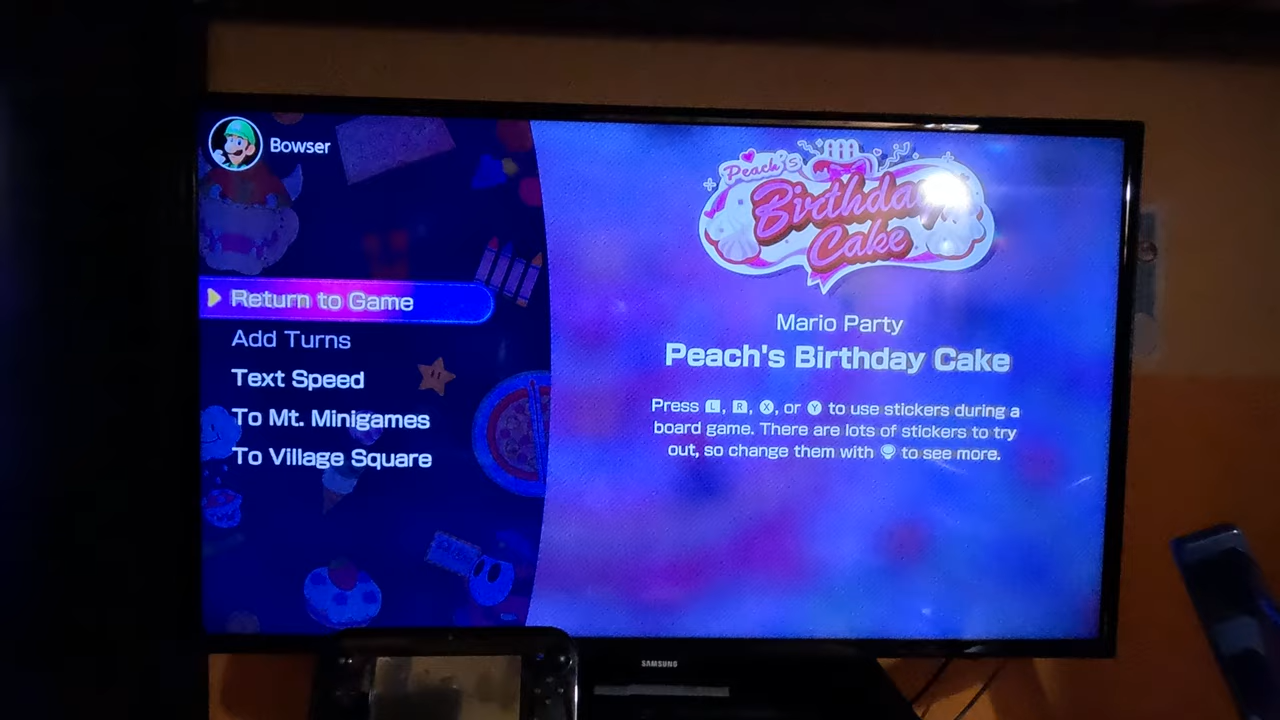 Bowser
Return to Game
Add Turns
Text Speed
To Mt. Minigames
To Village Square
Peach's
Birthday
Cake
Mario Party
Peach's Birthday Cake
Press L, R, X, or Y to use stickers during a
board game. There are lots of stickers to try
out, so change them with to see more.
SAMSUNG